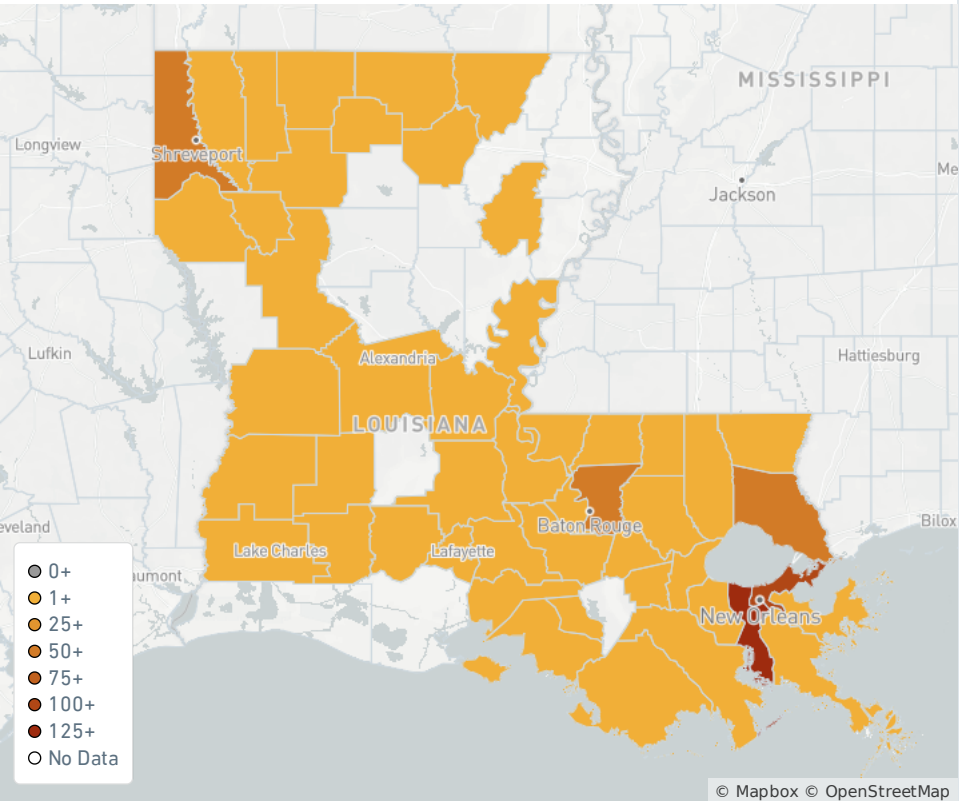 MISSISSIPPI
Longview
Shreveport
Jackson
Me
Lufkin
Alexandria
Hattiesburg
LOUISIANA
Baton Rouge
eveland
Bilox
Lake Charles
Lafayette
aumont
New Orleans
0+
1+
25+
50+
75+
100+
125+
No Data
© Mapbox © OpenStreetMap